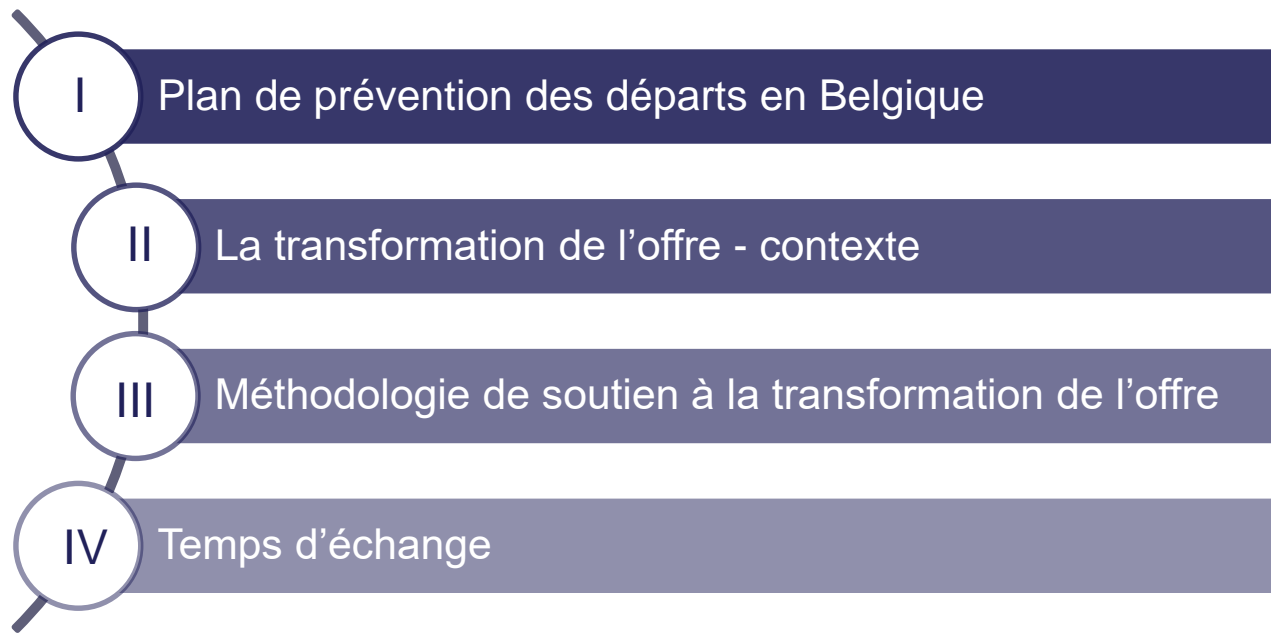 I
Plan de prévention des départs en Belgique
II
La transformation de l’offre - contexte
III
Méthodologie de soutien à la transformation de l’offre
IV
Temps d’échange